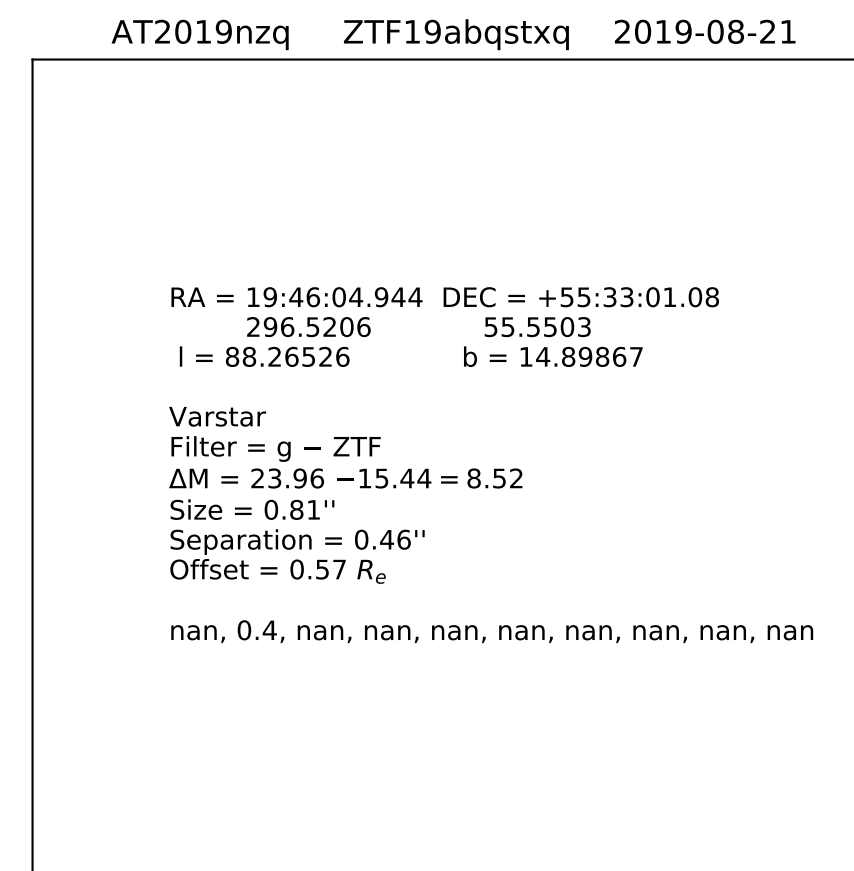 AT2019nzq ZTF19abqstxq 2019-08-21
RA = 19:46:04.944 DEC = +55:33:01.08
296.5206 55.5503
l = 88.26526 b = 14.89867
Varstar
Filter = g − ZTF
ΔM = 23.96 −15.44 = 8.52
Size = 0.81''
Separation = 0.46''
Offset = 0.57 Rₑ
nan, 0.4, nan, nan, nan, nan, nan, nan, nan, nan